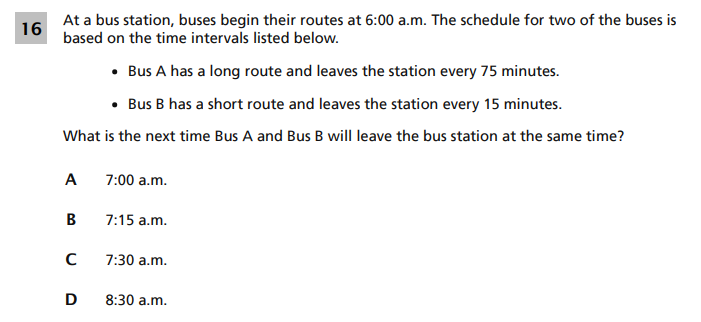 16
At a bus station, buses begin their routes at 6:00 a.m. The schedule for two of the buses is
based on the time intervals listed below.
• Bus A has a long route and leaves the station every 75 minutes.
• Bus B has a short route and leaves the station every 15 minutes.
What is the next time Bus A and Bus B will leave the bus station at the same time?
A 7:00 a.m.
B 7:15 a.m.
C 7:30 a.m.
D 8:30 a.m.